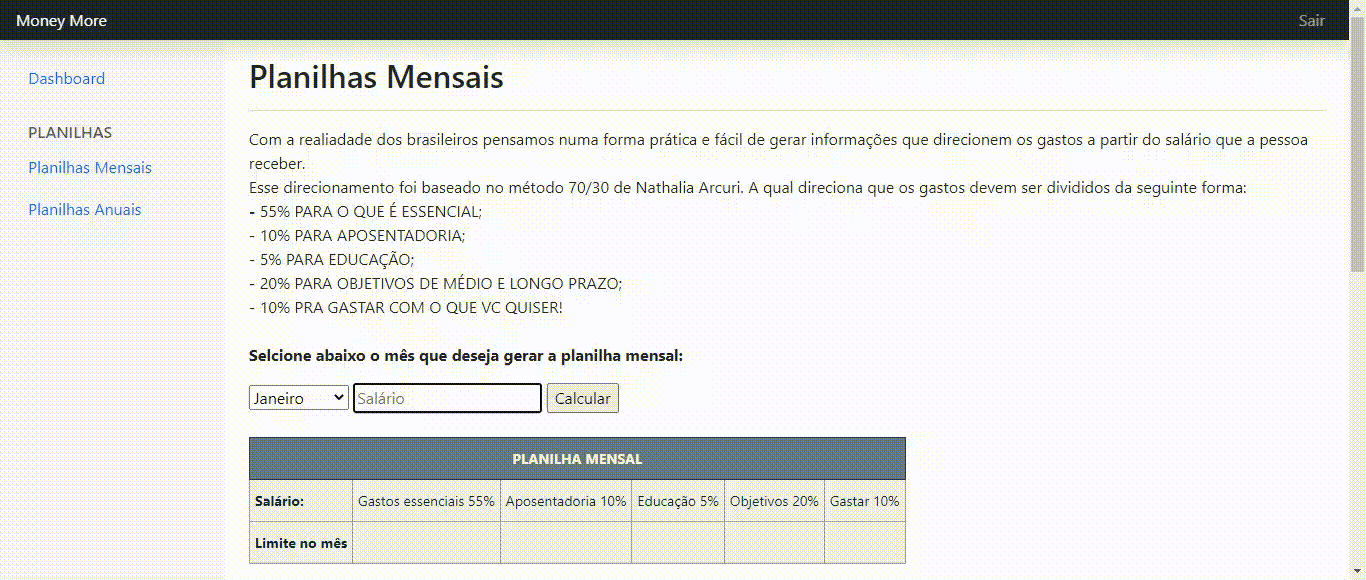 Money More
Sair
Dashboard
PLANILHAS
Planilhas Mensais
Planilhas Anuais
Planilhas Mensais
Com a realiadade dos brasileiros pensamos numa forma prática e fácil de gerar informações que direcionem os gastos a partir do salário que a pessoa
receber.
Esse direcionamento foi baseado no método 70/30 de Nathalia Arcuri. A qual direciona que os gastos devem ser divididos da seguinte forma:
- 55% PARA O QUE É ESSENCIAL;
- 10% PARA APOSENTADORIA;
- 5% PARA EDUCAÇÃO;
- 20% PARA OBJETIVOS DE MÉDIO E LONGO PRAZO;
- 10% PRA GASTAR COM O QUE VC QUISER!
Selcione abaixo o mês que deseja gerar a planilha mensal:
Janeiro Salário Calcular
PLANILHA MENSAL
Salário: Gastos essenciais 55% Aposentadoria 10% Educação 5% Objetivos 20% Gastar 10%
Limite no mês